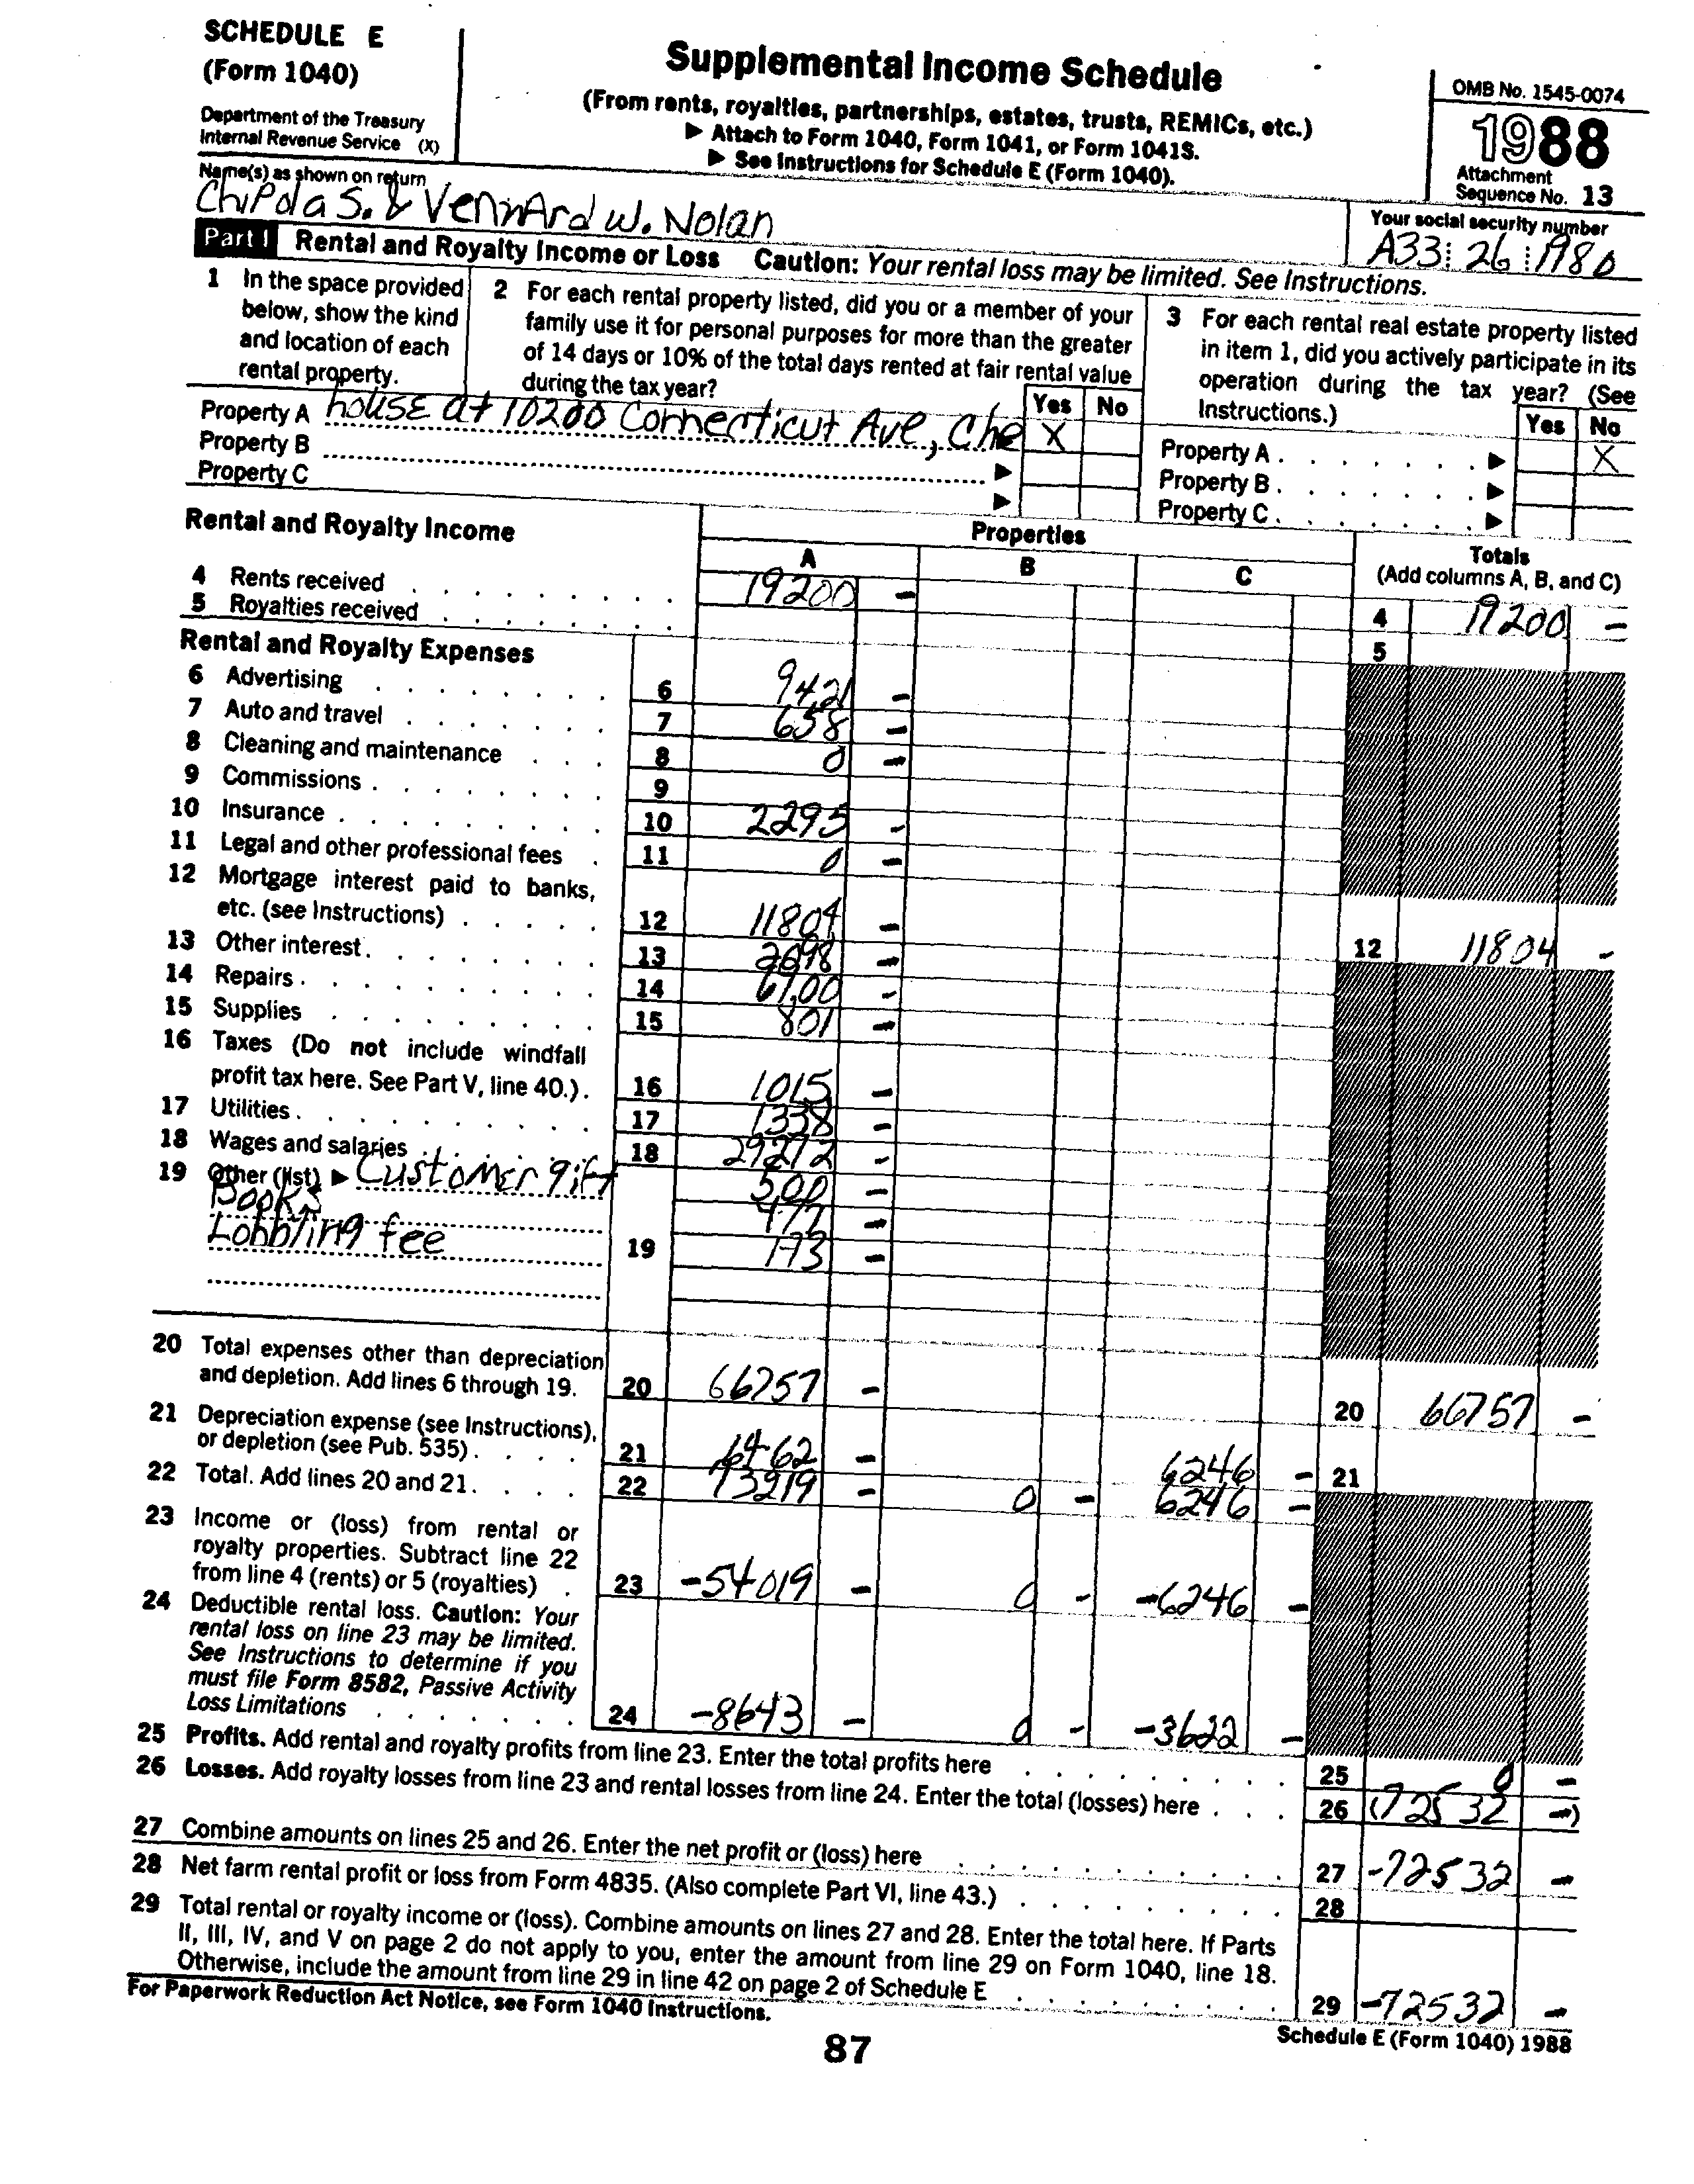 SCHEDULE E
(Form 1040)
Department of the Treasury
Internal Revenue Service (X)
Supplemental Income Schedule
(From rents, royalties, partnerships, estates, trusts, REMICs, etc.)
▶ Attach to Form 1040, Form 1041, or Form 1041S.
▶ See Instructions for Schedule E (Form 1040).
OMB No. 1545-0074
1988
Attachment
Sequence No. 13
Name(s) as shown on return
Chipola S. & Vennard W. Nolan
Your social security number
A33 26 1980
Part I Rental and Royalty Income or Loss Caution: Your rental loss may be limited. See Instructions.
1 In the space provided
below, show the kind
and location of each
rental property.
2 For each rental property listed, did you or a member of your
family use it for personal purposes for more than the greater
of 14 days or 10% of the total days rented at fair rental value
during the tax year?
Yes No
3 For each rental real estate property listed
in item 1, did you actively participate in its
operation during the tax year? (See
Instructions.)
Yes No
Property A house at 10200 Connecticut Ave, Che X
Property B ▶
Property C ▶
Property A ▶ X
Property B ▶
Property C ▶
Rental and Royalty Income
Properties
A B C
Totals
(Add columns A, B, and C)
4 Rents received 19200 – 4 19200 –
5 Royalties received 5
Rental and Royalty Expenses
6 Advertising 6 9421 –
7 Auto and travel 7 658 –
8 Cleaning and maintenance 8 0 –
9 Commissions 9
10 Insurance 10 2295 –
11 Legal and other professional fees 11 0 –
12 Mortgage interest paid to banks,
etc. (see Instructions) 12 11804 – 12 11804 –
13 Other interest 13 2698 –
14 Repairs 14 6100 –
15 Supplies 15 801 –
16 Taxes (Do not include windfall
profit tax here. See Part V, line 40.) 16 1015 –
17 Utilities 17 1338 –
18 Wages and salaries 18 29272 –
19 Other (list) ▶ Customer gift 500 –
Books 477 –
Lobbling fee 19 173 –
20 Total expenses other than depreciation
and depletion. Add lines 6 through 19. 20 66757 – 20 66757 –
21 Depreciation expense (see Instructions),
or depletion (see Pub. 535) 21 6462 – 6246 – 21
22 Total. Add lines 20 and 21 22 73219 – 0 – 6246 –
23 Income or (loss) from rental or
royalty properties. Subtract line 22
from line 4 (rents) or 5 (royalties) 23 -54019 – 0 – -6246 –
24 Deductible rental loss. Caution: Your
rental loss on line 23 may be limited.
See Instructions to determine if you
must file Form 8582, Passive Activity
Loss Limitations 24 -8643 – 0 – -3622 –
25 Profits. Add rental and royalty profits from line 23. Enter the total profits here 25 0 –
26 Losses. Add royalty losses from line 23 and rental losses from line 24. Enter the total (losses) here 26 (72532 –)
27 Combine amounts on lines 25 and 26. Enter the net profit or (loss) here 27 -72532 –
28 Net farm rental profit or loss from Form 4835. (Also complete Part VI, line 43.) 28
29 Total rental or royalty income or (loss). Combine amounts on lines 27 and 28. Enter the total here. If Parts
II, III, IV, and V on page 2 do not apply to you, enter the amount from line 29 on Form 1040, line 18.
Otherwise, include the amount from line 29 in line 42 on page 2 of Schedule E 29 -72532 –
For Paperwork Reduction Act Notice, see Form 1040 Instructions.
Schedule E (Form 1040) 1988
87